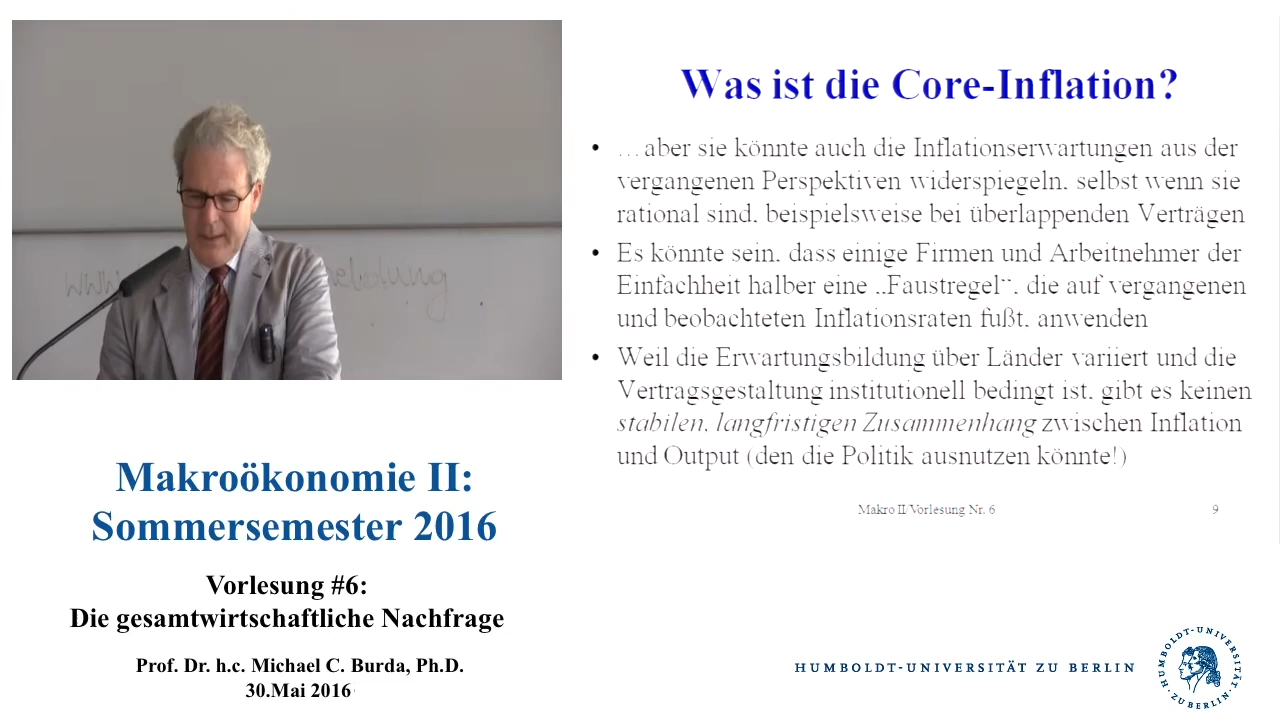 Was ist die Core-Inflation?
• …aber sie könnte auch die Inflationserwartungen aus der
vergangenen Perspektiven widerspiegeln, selbst wenn sie
rational sind, beispielsweise bei überlappenden Verträgen
• Es könnte sein, dass einige Firmen und Arbeitnehmer der
Einfachheit halber eine „Faustregel“, die auf vergangenen
und beobachteten Inflationsraten fußt, anwenden
• Weil die Erwartungsbildung über Länder variiert und die
Vertragsgestaltung institutionell bedingt ist, gibt es keinen
stabilen, langfristigen Zusammenhang zwischen Inflation
und Output (den die Politik ausnutzen könnte!)
Makro II/Vorlesung Nr. 6
9
www
Makroökonomie II:
Sommersemester 2016
Vorlesung #6:
Die gesamtwirtschaftliche Nachfrage
Prof. Dr. h.c. Michael C. Burda, Ph.D.
30.Mai 2016
HUMBOLDT-UNIVERSITÄT ZU BERLIN
HUMBOLDT-UNIVERSITÄT
ZU BERLIN